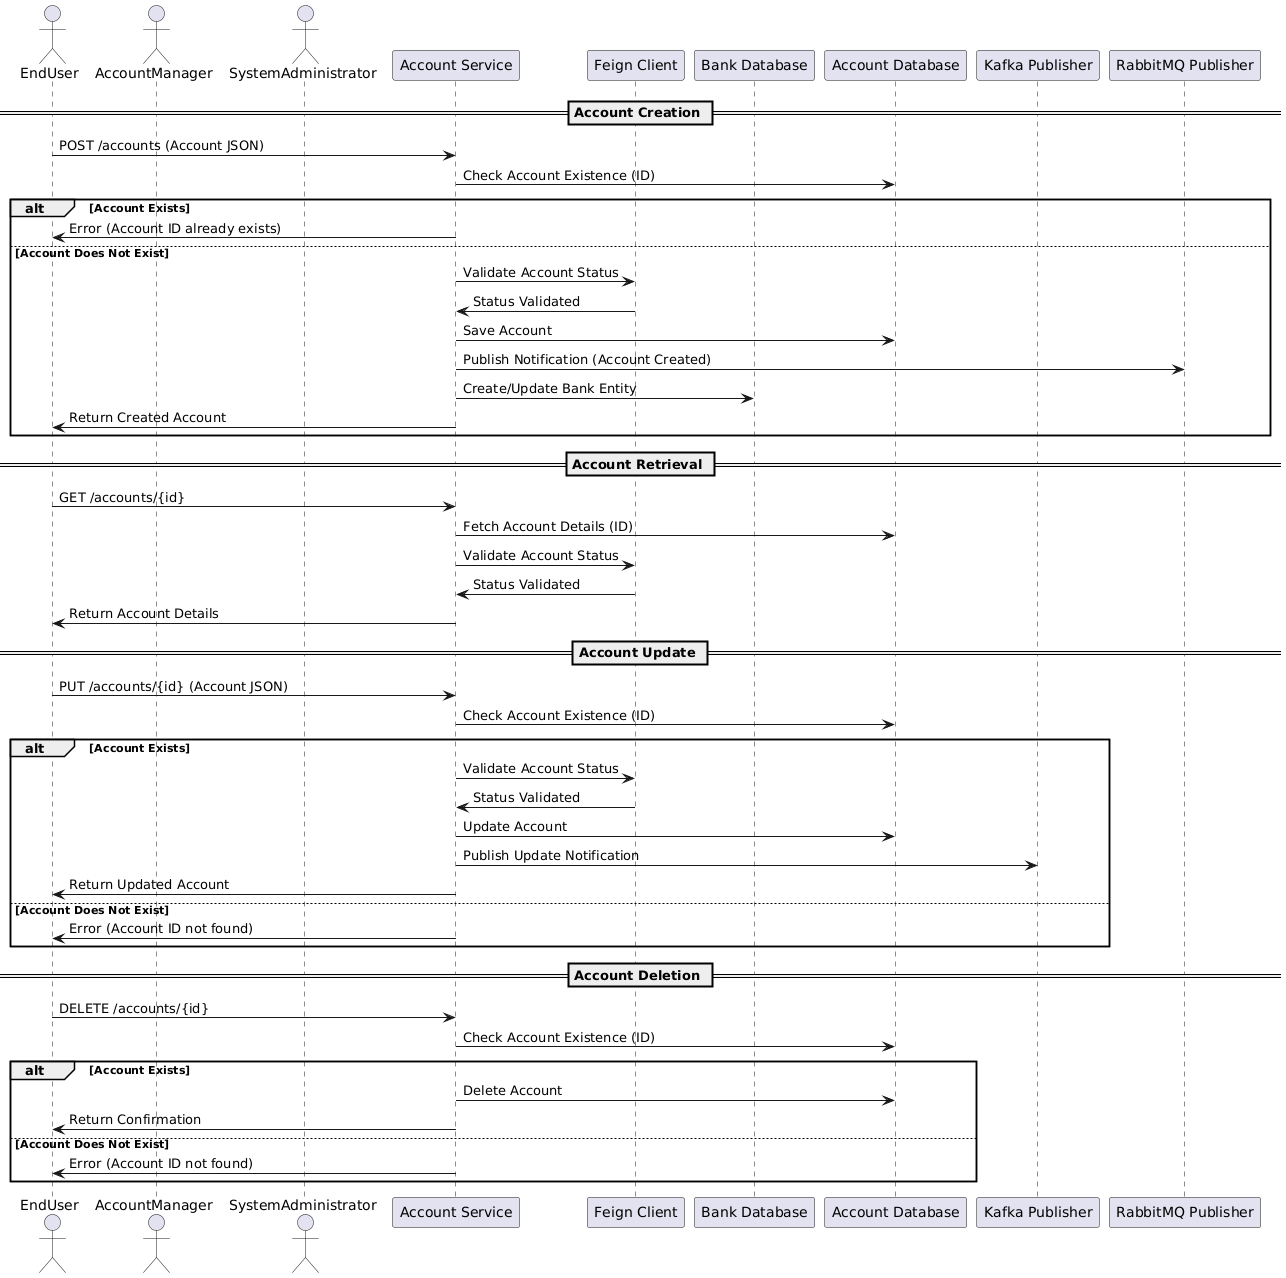 EndUser AccountManager SystemAdministrator Account Service Feign Client Bank Database Account Database Kafka Publisher RabbitMQ Publisher
Account Creation
POST /accounts (Account JSON)
Check Account Existence (ID)
alt [Account Exists]
Error (Account ID already exists)
[Account Does Not Exist]
Validate Account Status
Status Validated
Save Account
Publish Notification (Account Created)
Create/Update Bank Entity
Return Created Account
Account Retrieval
GET /accounts/{id}
Fetch Account Details (ID)
Validate Account Status
Status Validated
Return Account Details
Account Update
PUT /accounts/{id} (Account JSON)
Check Account Existence (ID)
alt [Account Exists]
Validate Account Status
Status Validated
Update Account
Publish Update Notification
Return Updated Account
[Account Does Not Exist]
Error (Account ID not found)
Account Deletion
DELETE /accounts/{id}
Check Account Existence (ID)
alt [Account Exists]
Delete Account
Return Confirmation
[Account Does Not Exist]
Error (Account ID not found)
EndUser AccountManager SystemAdministrator Account Service Feign Client Bank Database Account Database Kafka Publisher RabbitMQ Publisher